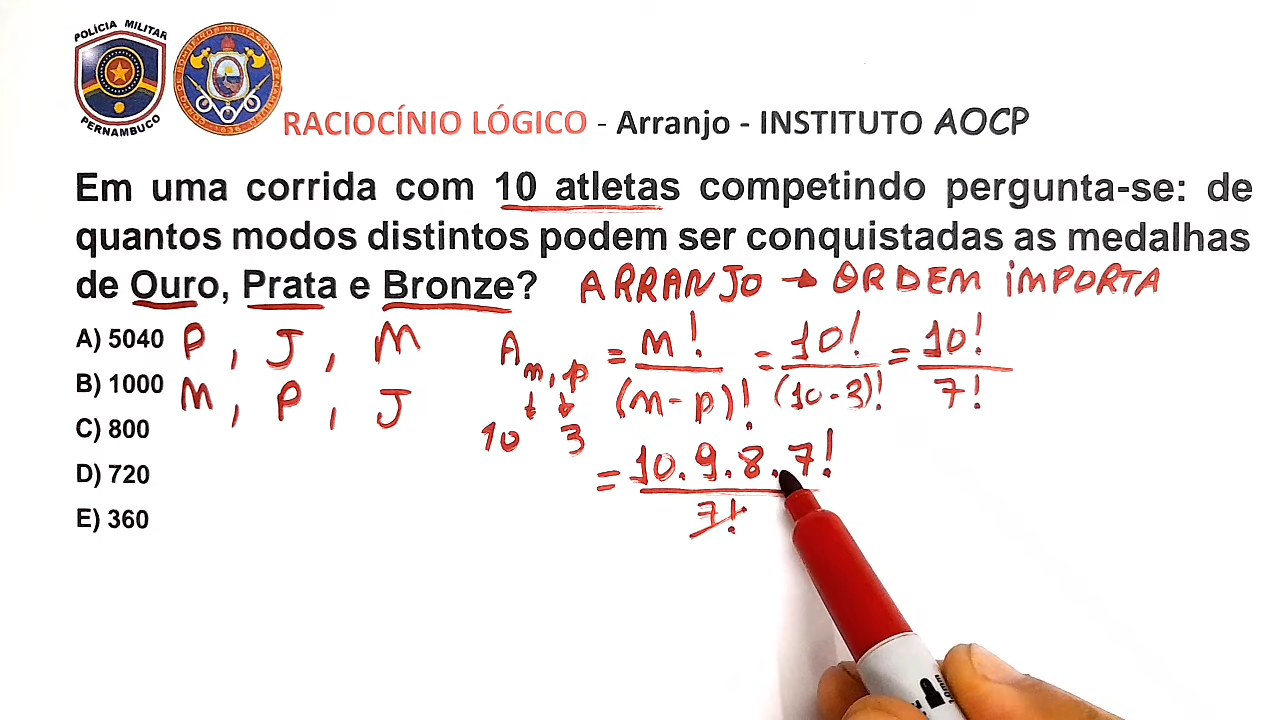 POLÍCIA MILITAR
PERNAMBUCO
RACIOCÍNIO LÓGICO - Arranjo - INSTITUTO AOCP
Em uma corrida com 10 atletas competindo pergunta-se: de
quantos modos distintos podem ser conquistadas as medalhas
de Ouro, Prata e Bronze? ARRANJO → ORDEM IMPORTA
A) 5040 P, J, M
B) 1000 M, P, J
C) 800
D) 720
E) 360
A m,p = m!/(m-p)! = 10!/(10-3)! = 10!/7!
10 3
= 10.9.8.7!/7!